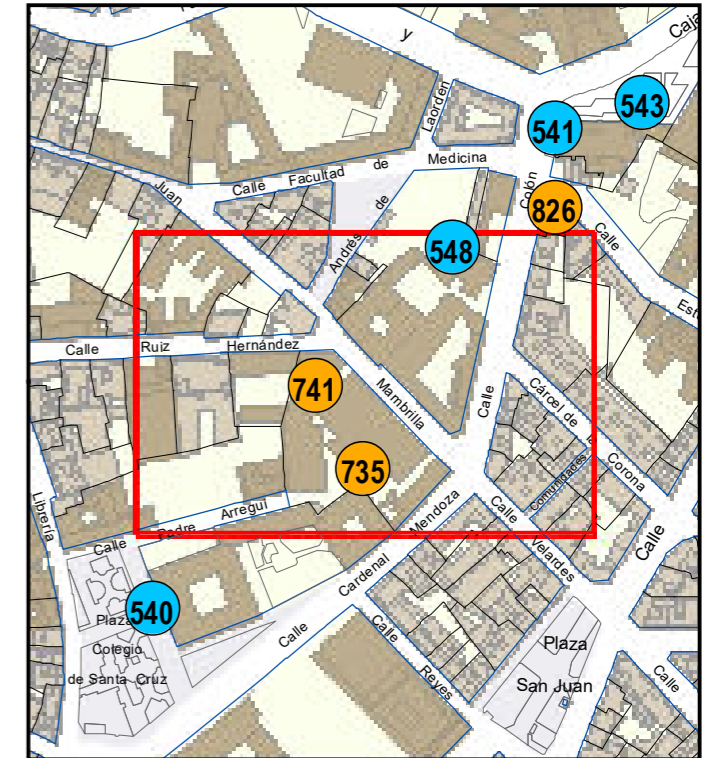 y
Caja
543
541
Laorden
Medicina
de
Facultad
Calle
Juan
de
Andrés
Colón
826
Calle
Est
548
Calle
Ruiz
Hernández
741
Mambrilla
Calle
Cárcel de
la
Corona
735
Comunidades
Mendoza
Calle
Velardes
Calle
Librería
Calle
Padre
Arregui
Cardenal
Calle
540
Plaza
Colegio
de Santa Cruz
Calle
Reyes
Plaza
San Juan
Calle